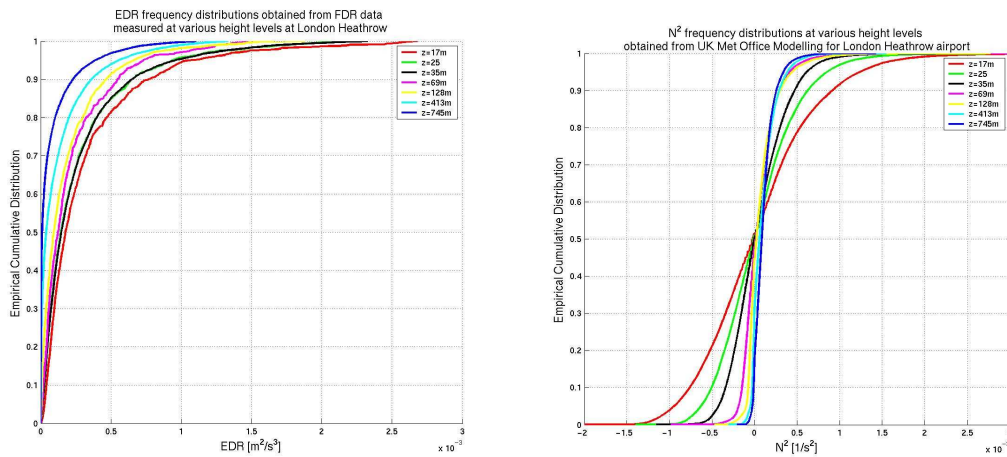 EDR frequency distributions obtained from FDR data
measured at various height levels at London Heathrow
Empirical Cumulative Distribution
1
0.9
0.8
0.7
0.6
0.5
0.4
0.3
0.2
0.1
0
z=17m
z=25
z=35m
z=69m
z=128m
z=413m
z=745m
0 0.5 1 1.5 2 2.5 3
EDR [m²/s³]
x 10⁻³
N² frequency distributions at various height levels
obtained from UK Met Office Modelling for London Heathrow airport
Empirical Cumulative Distribution
1
0.9
0.8
0.7
0.6
0.5
0.4
0.3
0.2
0.1
0
z=17m
z=25
z=35m
z=69m
z=128m
z=413m
z=745m
−2 −1.5 −1 −0.5 0 0.5 1 1.5 2 2.5
N² [1/s²]
x 10⁻³